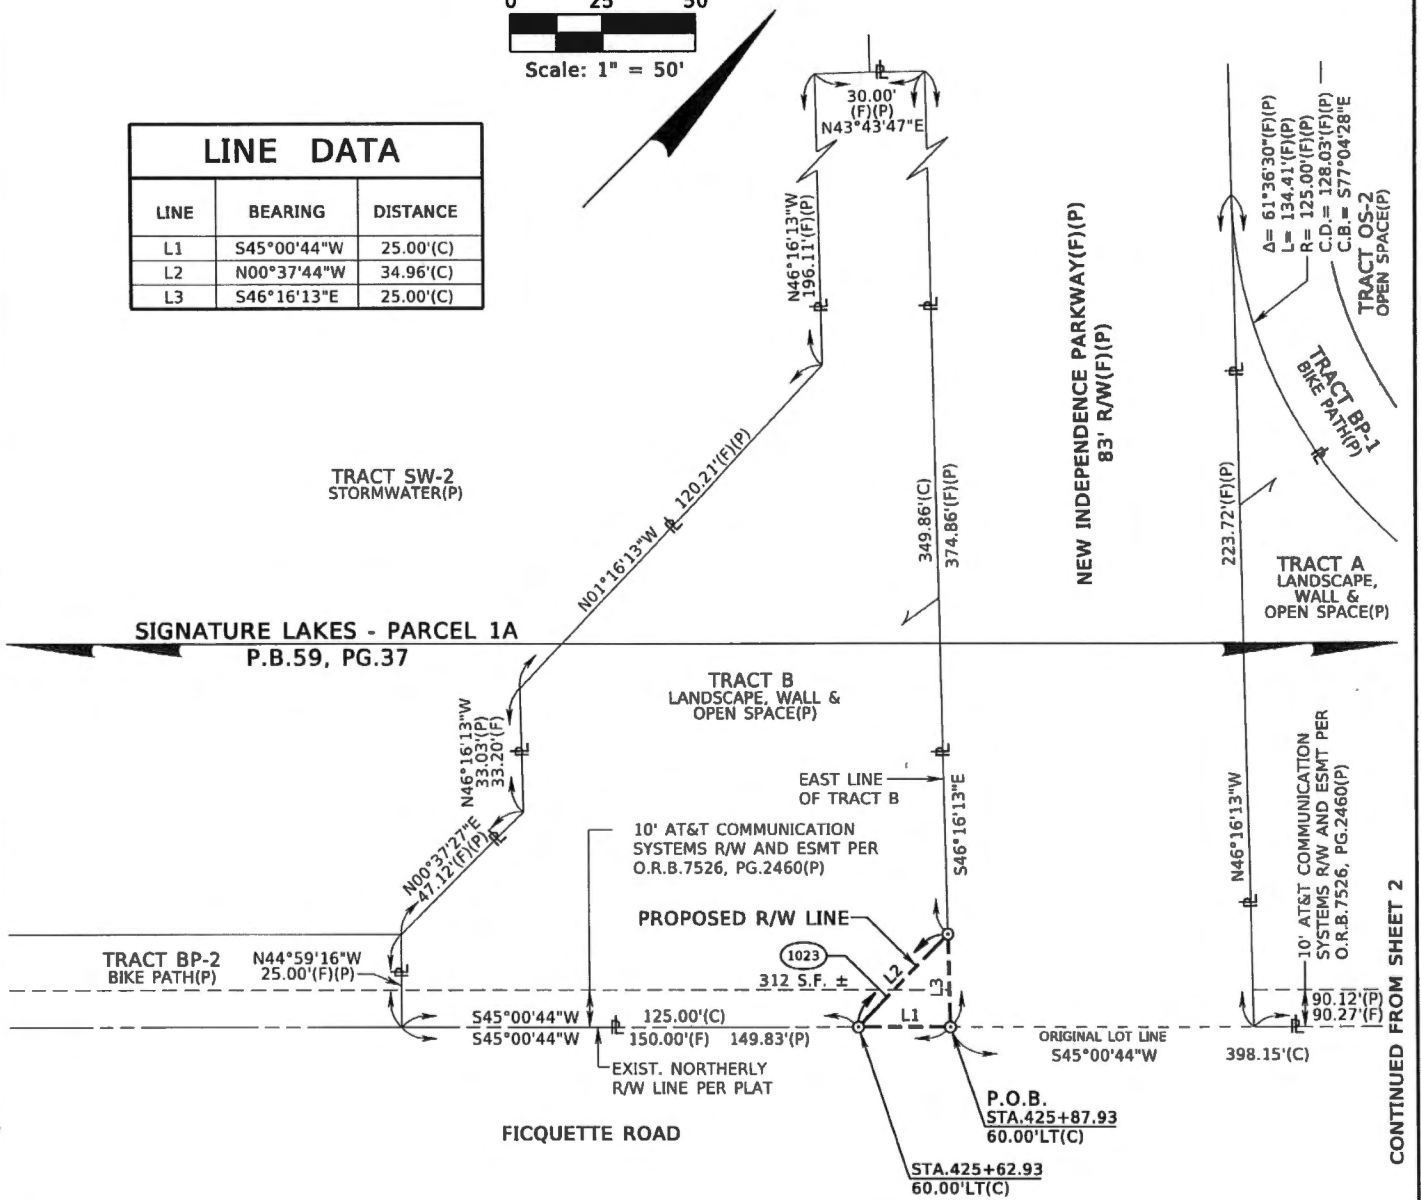 0 25 50
Scale: 1" = 50'
LINE DATA
LINE BEARING DISTANCE
L1 S45°00'44"W 25.00'(C)
L2 N00°37'44"W 34.96'(C)
L3 S46°16'13"E 25.00'(C)
30.00'
(F)(P)
N43°43'47"E
N46°16'13"W
196.11'(F)(P)
NEW INDEPENDENCE PARKWAY(F)(P)
83' R/W(F)(P)
Δ= 61°36'30"(F)(P)
L= 134.41'(F)(P)
R= 125.00'(F)(P)
C.D.= 128.03'(F)(P)
C.B.= S77°04'28"E
TRACT OS-2
OPEN SPACE(P)
TRACT BP-1
BIKE PATH(P)
TRACT SW-2
STORMWATER(P)
N01°16'13"W 120.21'(F)(P)
349.86'(C)
374.86'(F)(P)
223.72'(F)(P)
TRACT A
LANDSCAPE,
WALL &
OPEN SPACE(P)
SIGNATURE LAKES - PARCEL 1A
P.B.59, PG.37
TRACT B
LANDSCAPE, WALL &
OPEN SPACE(P)
N46°16'13"W
33.03'(P)
33.20'(F)
EAST LINE
OF TRACT B
S46°16'13"E
N46°16'13"W
10' AT&T COMMUNICATION
SYSTEMS R/W AND ESMT PER
O.R.B.7526, PG.2460(P)
N00°37'27"E
47.12'(F)(P)
10' AT&T COMMUNICATION
SYSTEMS R/W AND ESMT PER
O.R.B.7526, PG.2460(P)
PROPOSED R/W LINE
1023
312 S.F. ±
L2
L3
L1
TRACT BP-2
BIKE PATH(P)
N44°59'16"W
25.00'(F)(P)
S45°00'44"W 125.00'(C)
S45°00'44"W 150.00'(F) 149.83'(P)
EXIST. NORTHERLY
R/W LINE PER PLAT
90.12'(P)
90.27'(F)
ORIGINAL LOT LINE
S45°00'44"W 398.15'(C)
P.O.B.
STA.425+87.93
60.00'LT(C)
FICQUETTE ROAD
STA.425+62.93
60.00'LT(C)
CONTINUED FROM SHEET 2